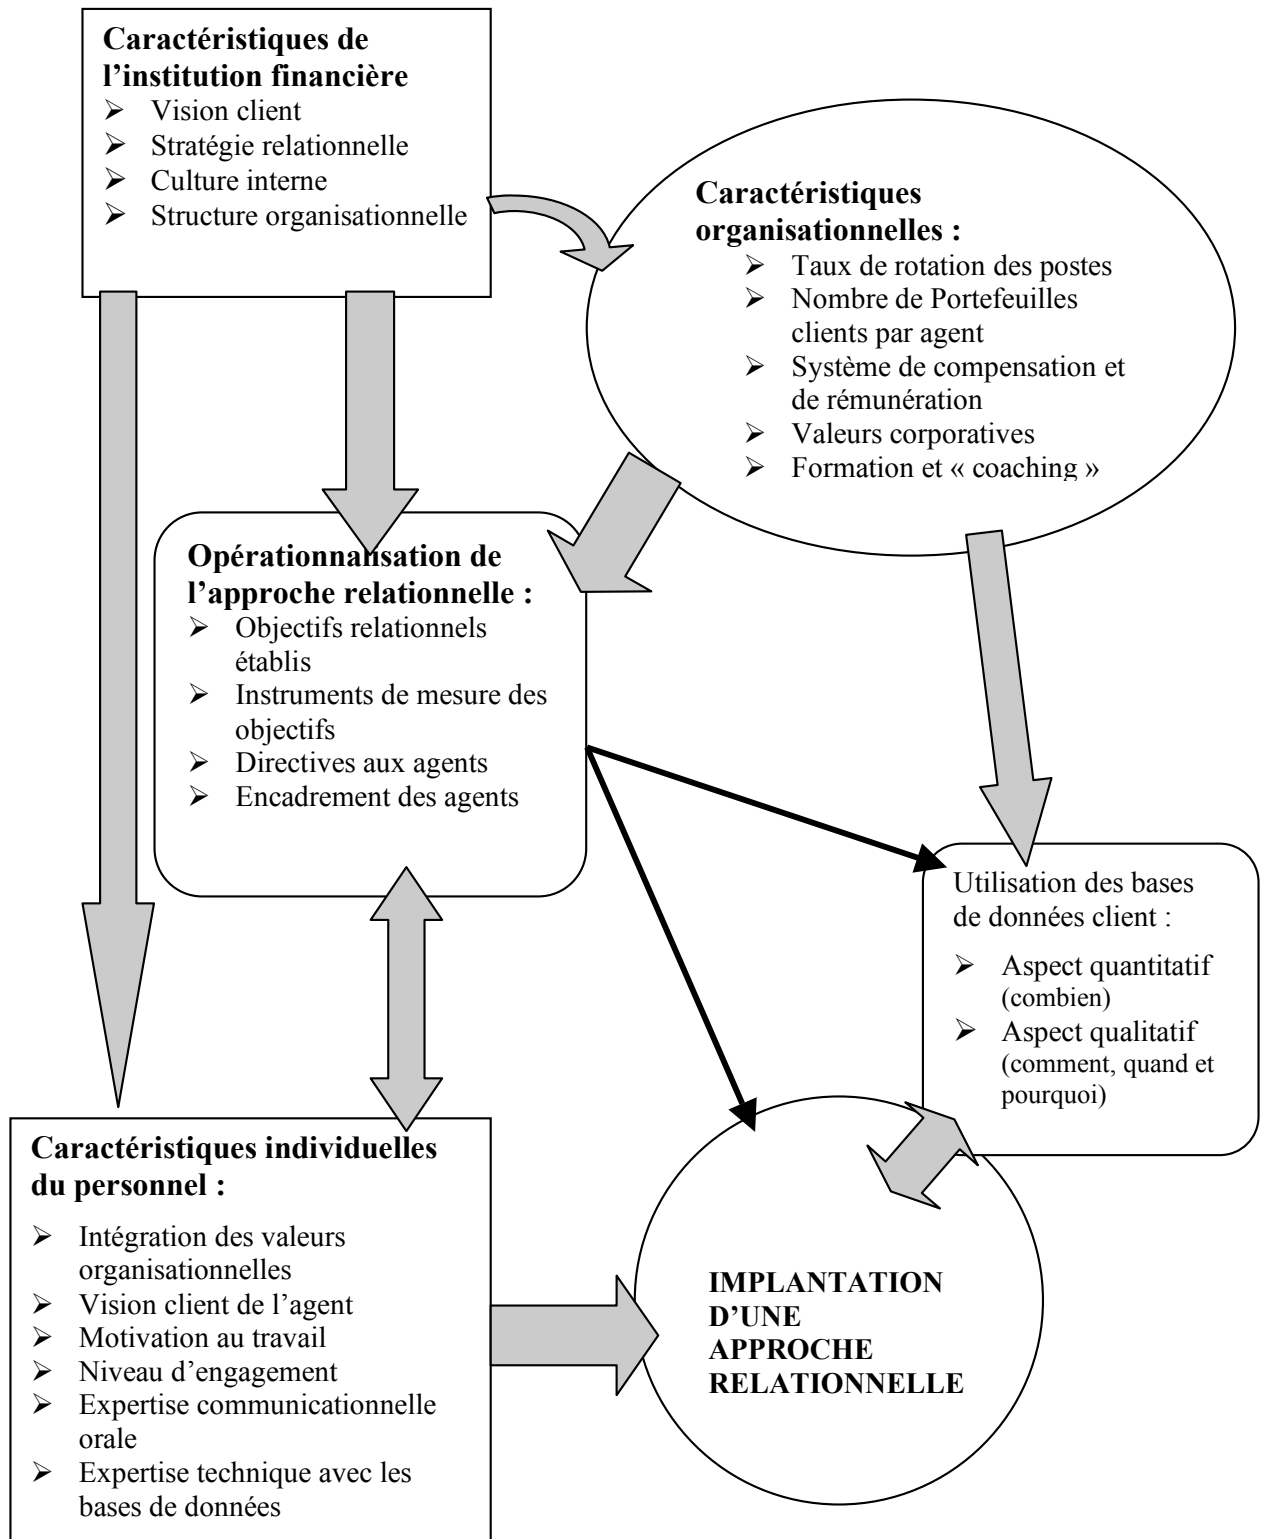 Caractéristiques de
l’institution financière
➢ Vision client
➢ Stratégie relationnelle
➢ Culture interne
➢ Structure organisationnelle
Caractéristiques
organisationnelles :
➢ Taux de rotation des postes
➢ Nombre de Portefeuilles
clients par agent
➢ Système de compensation et
de rémunération
➢ Valeurs corporatives
➢ Formation et « coaching »
Opérationnalisation de
l’approche relationnelle :
➢ Objectifs relationnels
établis
➢ Instruments de mesure des
objectifs
➢ Directives aux agents
➢ Encadrement des agents
Utilisation des bases
de données client :
➢ Aspect quantitatif
(combien)
➢ Aspect qualitatif
(comment, quand et
pourquoi)
Caractéristiques individuelles
du personnel :
➢ Intégration des valeurs
organisationnelles
➢ Vision client de l’agent
➢ Motivation au travail
➢ Niveau d’engagement
➢ Expertise communicationnelle
orale
➢ Expertise technique avec les
bases de données
IMPLANTATION
D’UNE
APPROCHE
RELATIONNELLE